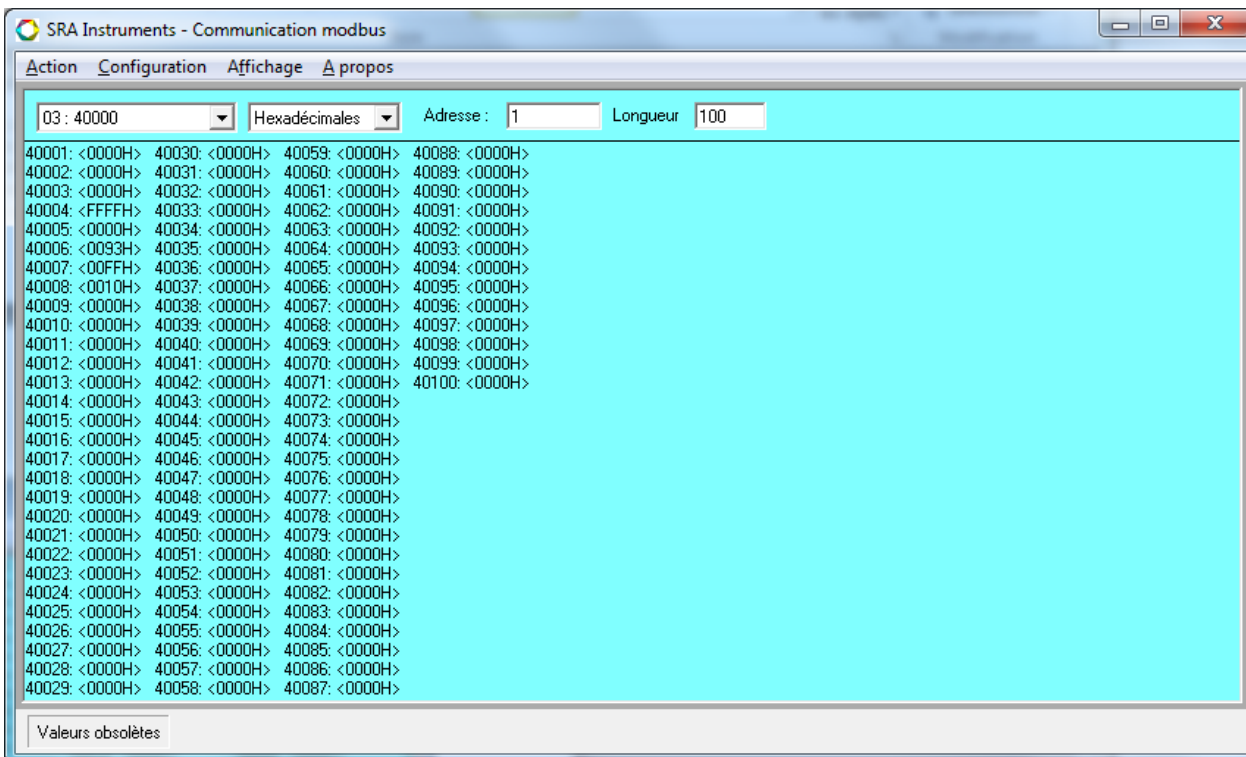 SRA Instruments - Communication modbus
Action Configuration Affichage A propos
03 : 40000 Hexadécimales Adresse : 1 Longueur 100
40001: <0000H> 40030: <0000H> 40059: <0000H> 40088: <0000H>
40002: <0000H> 40031: <0000H> 40060: <0000H> 40089: <0000H>
40003: <0000H> 40032: <0000H> 40061: <0000H> 40090: <0000H>
40004: <FFFFH> 40033: <0000H> 40062: <0000H> 40091: <0000H>
40005: <0000H> 40034: <0000H> 40063: <0000H> 40092: <0000H>
40006: <0093H> 40035: <0000H> 40064: <0000H> 40093: <0000H>
40007: <00FFH> 40036: <0000H> 40065: <0000H> 40094: <0000H>
40008: <0010H> 40037: <0000H> 40066: <0000H> 40095: <0000H>
40009: <0000H> 40038: <0000H> 40067: <0000H> 40096: <0000H>
40010: <0000H> 40039: <0000H> 40068: <0000H> 40097: <0000H>
40011: <0000H> 40040: <0000H> 40069: <0000H> 40098: <0000H>
40012: <0000H> 40041: <0000H> 40070: <0000H> 40099: <0000H>
40013: <0000H> 40042: <0000H> 40071: <0000H> 40100: <0000H>
40014: <0000H> 40043: <0000H> 40072: <0000H>
40015: <0000H> 40044: <0000H> 40073: <0000H>
40016: <0000H> 40045: <0000H> 40074: <0000H>
40017: <0000H> 40046: <0000H> 40075: <0000H>
40018: <0000H> 40047: <0000H> 40076: <0000H>
40019: <0000H> 40048: <0000H> 40077: <0000H>
40020: <0000H> 40049: <0000H> 40078: <0000H>
40021: <0000H> 40050: <0000H> 40079: <0000H>
40022: <0000H> 40051: <0000H> 40080: <0000H>
40023: <0000H> 40052: <0000H> 40081: <0000H>
40024: <0000H> 40053: <0000H> 40082: <0000H>
40025: <0000H> 40054: <0000H> 40083: <0000H>
40026: <0000H> 40055: <0000H> 40084: <0000H>
40027: <0000H> 40056: <0000H> 40085: <0000H>
40028: <0000H> 40057: <0000H> 40086: <0000H>
40029: <0000H> 40058: <0000H> 40087: <0000H>
Valeurs obsolètes